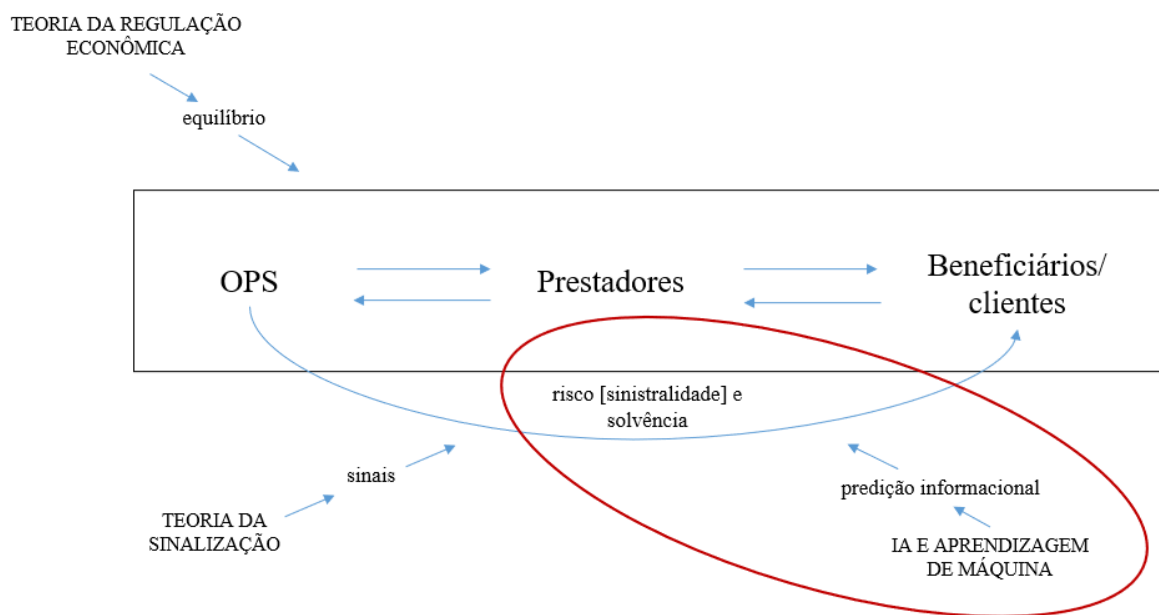 TEORIA DA REGULAÇÃO
ECONÔMICA
equilíbrio
OPS
Prestadores
Beneficiários/
clientes
risco [sinistralidade] e
solvência
sinais
predição informacional
TEORIA DA
SINALIZAÇÃO
IA E APRENDIZAGEM
DE MÁQUINA